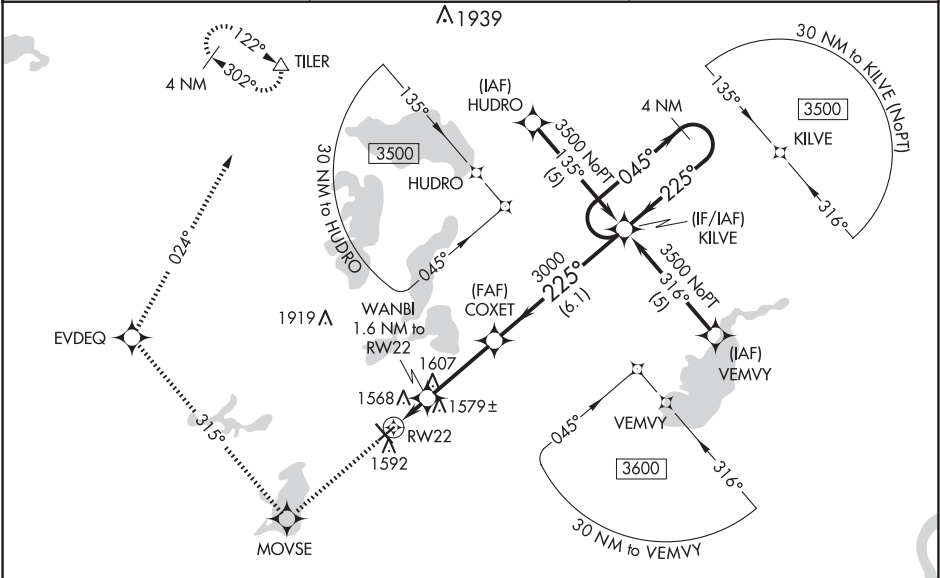 1939
122°
TILER
4 NM
302°
30 NM to HUDRO
135°
3500
HUDRO
045°
(IAF)
HUDRO
3500 NoPT
135°
(5)
4 NM
045°
225°
(IF/IAF)
KILVE
30 NM to KILVE (NoPT)
135°
3500
KILVE
316°
024°
EVDEQ
315°
MOVSE
1919
WANBI
1.6 NM to
RW22
(FAF)
COXET
3000
225°
(6.1)
3500 NoPT
316°
(5)
(IAF)
VEMVY
1607
1568
1579±
RW22
1592
VEMVY
045°
316°
3600
30 NM to VEMVY